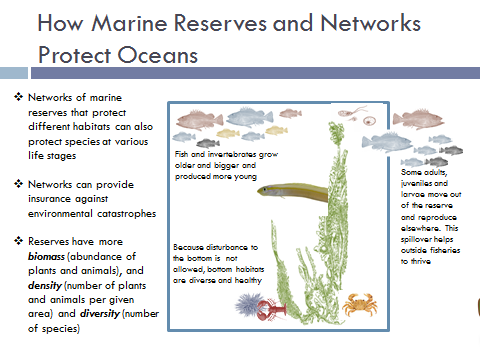 How Marine Reserves and Networks
Protect Oceans
❖ Networks of marine
reserves that protect
different habitats can also
protect species at various
life stages
❖ Networks can provide
insurance against
environmental catastrophes
❖ Reserves have more
biomass (abundance of
plants and animals), and
density (number of plants
and animals per given
area) and diversity (number
of species)
Fish and invertebrates grow
older and bigger and
produced more young
Because disturbance to
the bottom is not
allowed, bottom habitats
are diverse and healthy
Some adults,
juveniles and
larvae move out
of the reserve
and reproduce
elsewhere. This
spillover helps
outside fisheries
to thrive